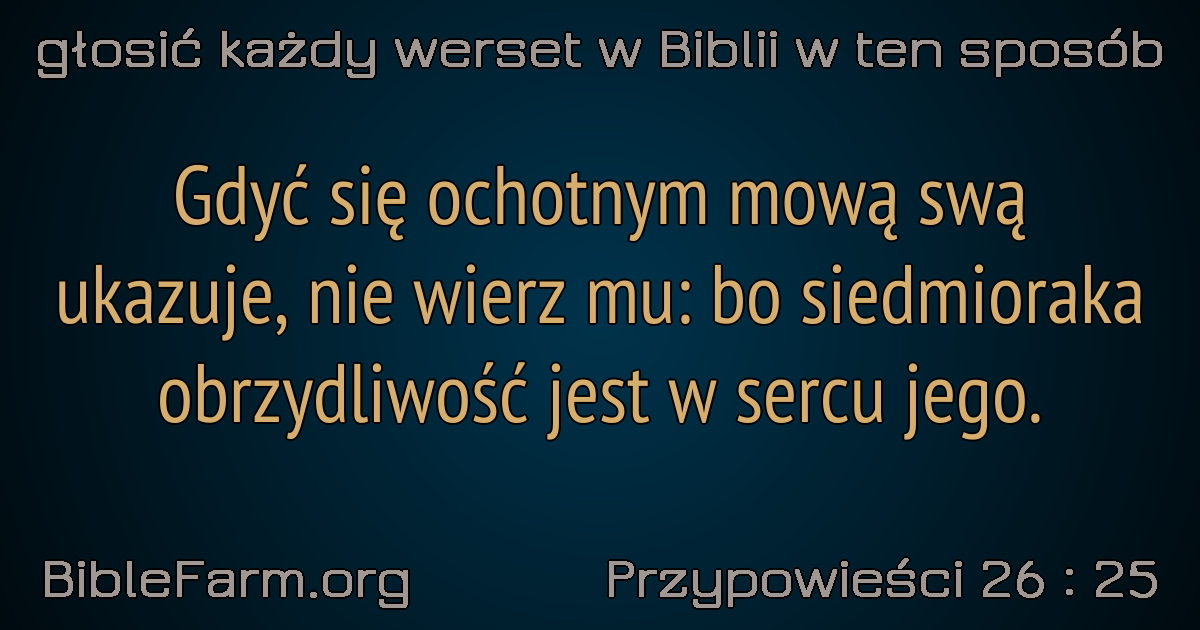 głosić każdy werset w Biblii w ten sposób
Gdyć się ochotnym mową swą
ukazuje, nie wierz mu: bo siedmioraka
obrzydliwość jest w sercu jego.
BibleFarm.org
Przypowieści 26 : 25